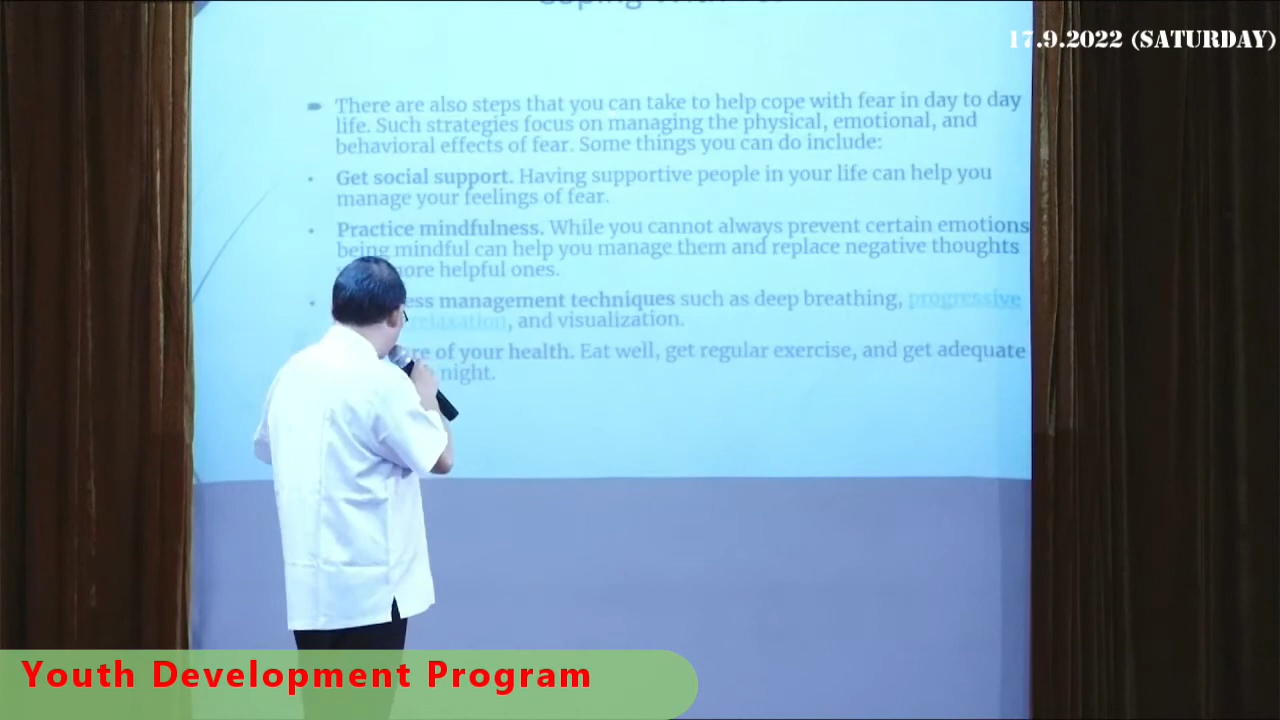 Coping With
17.9.2022 (SATURDAY)
There are also steps that you can take to help cope with fear in day to day
life. Such strategies focus on managing the physical, emotional, and
behavioral effects of fear. Some things you can do include:
Get social support. Having supportive people in your life can help you
manage your feelings of fear.
Practice mindfulness. While you cannot always prevent certain emotions
being mindful can help you manage them and replace negative thoughts
more helpful ones.
management techniques such as deep breathing, progressive
relaxation, and visualization.
of your health. Eat well, get regular exercise, and get adequate
night.
Youth Development Program